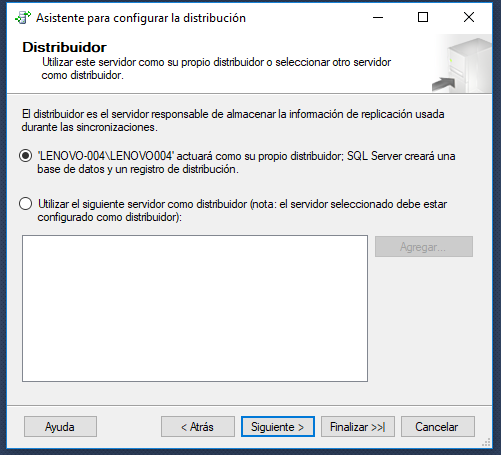 Asistente para configurar la distribución
Distribuidor
Utilizar este servidor como su propio distribuidor o seleccionar otro servidor
como distribuidor.
El distribuidor es el servidor responsable de almacenar la información de replicación usada
durante las sincronizaciones.
'LENOVO-004\LENOVO004' actuará como su propio distribuidor; SQL Server creará una
base de datos y un registro de distribución.
Utilizar el siguiente servidor como distribuidor (nota: el servidor seleccionado debe estar
configurado como distribuidor):
Agregar...
Ayuda
< Atrás
Siguiente >
Finalizar >>|
Cancelar